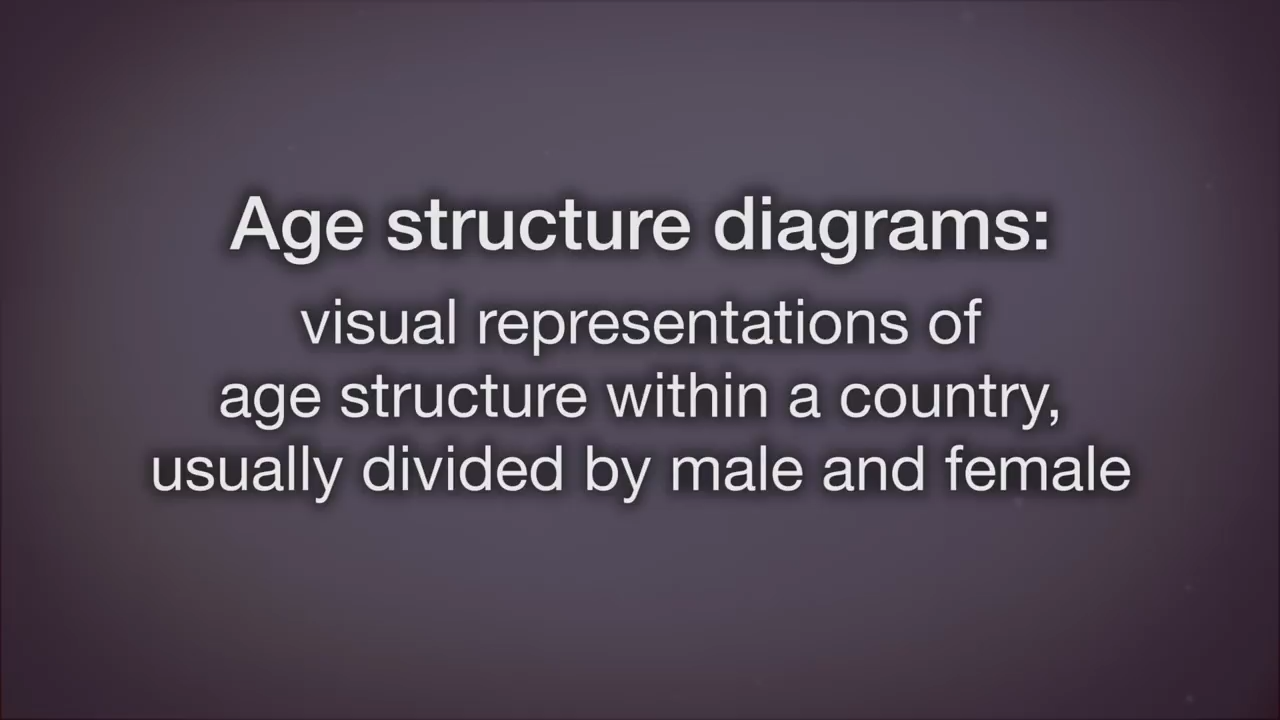 Age structure diagrams:
visual representations of
age structure within a country,
usually divided by male and female